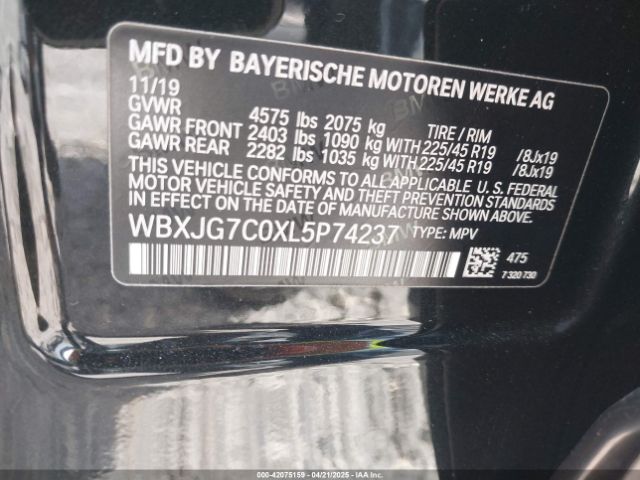 MFD BY BAYERISCHE MOTOREN WERKE AG
11/19
GVWR 4575 lbs 2075 kg TIRE / RIM
GAWR FRONT 2403 lbs 1090 kg WITH 225/45 R19 /8Jx19
GAWR REAR 2282 lbs 1035 kg WITH 225/45 R19 /8Jx19
THIS VEHICLE CONFORMS TO ALL APPLICABLE U.S. FEDERAL
MOTOR VEHICLE SAFETY AND THEFT PREVENTION STANDARDS
IN EFFECT ON THE DATE OF MANUFACTURE SHOWN ABOVE.
WBXJG7C0XL5P74237 TYPE: MPV
475
7 320 730
000-42075159 04/21/2025 IAAI.COM